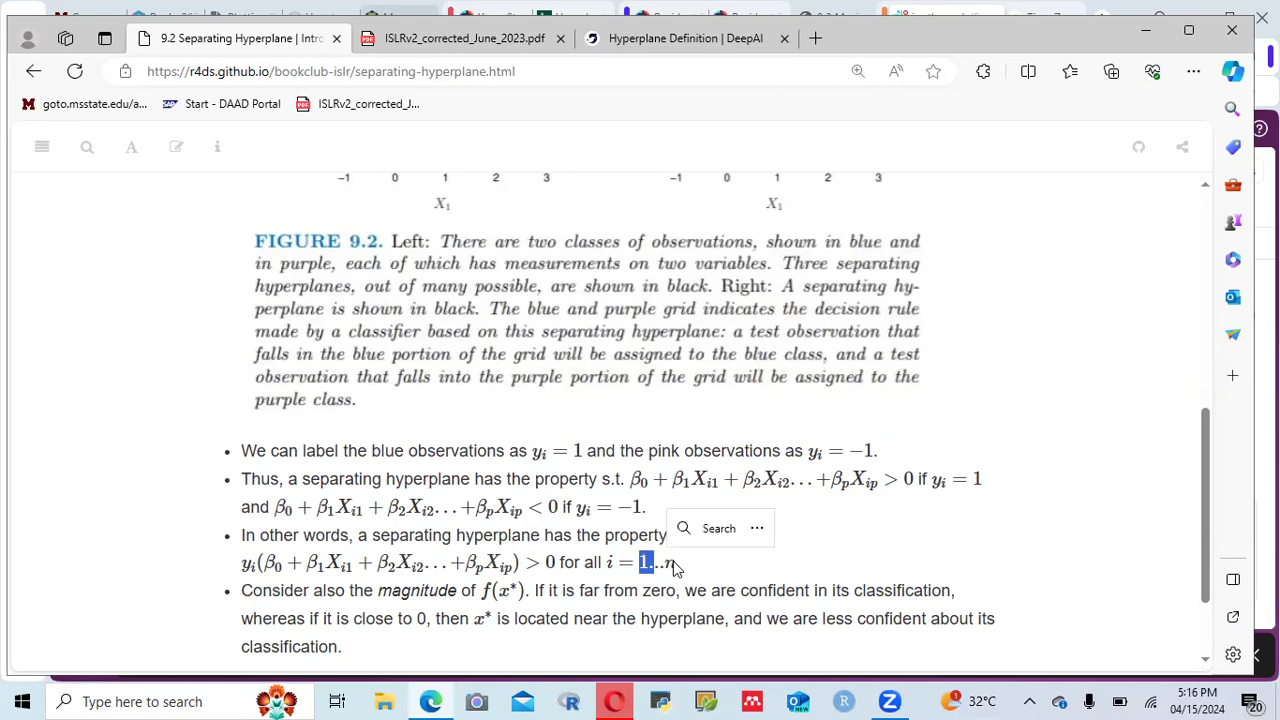 9.2 Separating Hyperplane | Intro
ISLRv2_corrected_June_2023.pdf
Hyperplane Definition | DeepAI
https://r4ds.github.io/bookclub-islr/separating-hyperplane.html
goto.msstate.edu/a...
Start - DAAD Portal
ISLRv2_corrected_J...
−1 0 1 2 3 −1 0 1 2 3
X₁ X₁
FIGURE 9.2. Left: There are two classes of observations, shown in blue and
in purple, each of which has measurements on two variables. Three separating
hyperplanes, out of many possible, are shown in black. Right: A separating hy-
perplane is shown in black. The blue and purple grid indicates the decision rule
made by a classifier based on this separating hyperplane: a test observation that
falls in the blue portion of the grid will be assigned to the blue class, and a test
observation that falls into the purple portion of the grid will be assigned to the
purple class.
• We can label the blue observations as yᵢ = 1 and the pink observations as yᵢ = −1.
• Thus, a separating hyperplane has the property s.t. β₀ + β₁Xᵢ₁ + β₂Xᵢ₂...+βₚXᵢₚ > 0 if yᵢ = 1
and β₀ + β₁Xᵢ₁ + β₂Xᵢ₂...+βₚXᵢₚ < 0 if yᵢ = −1.
Search ...
• In other words, a separating hyperplane has the property
yᵢ(β₀ + β₁Xᵢ₁ + β₂Xᵢ₂...+βₚXᵢₚ) > 0 for all i = 1...n
• Consider also the magnitude of f(x*). If it is far from zero, we are confident in its classification,
whereas if it is close to 0, then x* is located near the hyperplane, and we are less confident about its
classification.
Type here to search
1
32°C
5:16 PM
04/15/2024
20